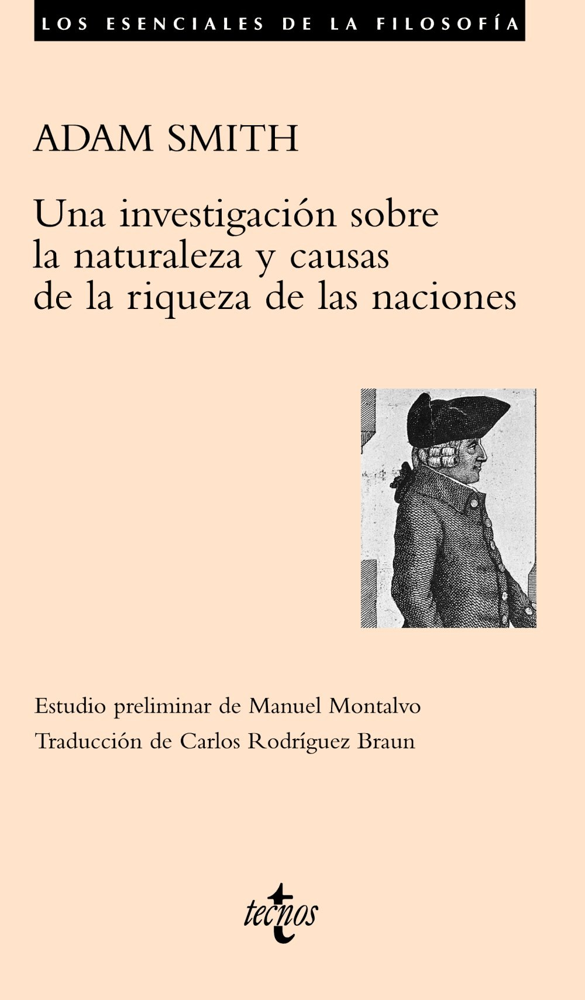 LOS ESENCIALES DE LA FILOSOFÍA
ADAM SMITH
Una investigación sobre
la naturaleza y causas
de la riqueza de las naciones
Estudio preliminar de Manuel Montalvo
Traducción de Carlos Rodríguez Braun
tecnos